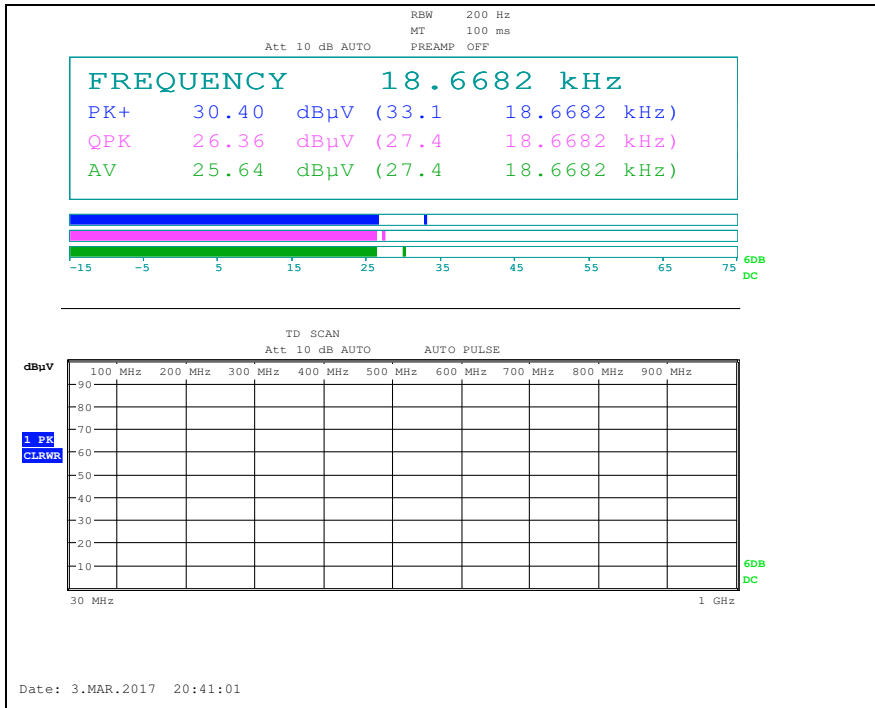 RBW 200 Hz
MT 100 ms
Att 10 dB AUTO PREAMP OFF
FREQUENCY 18.6682 kHz
PK+ 30.40 dBµV (33.1 18.6682 kHz)
QPK 26.36 dBµV (27.4 18.6682 kHz)
AV 25.64 dBµV (27.4 18.6682 kHz)
-15 -5 5 15 25 35 45 55 65 75
6DB
DC
TD SCAN
Att 10 dB AUTO AUTO PULSE
dBµV
100 MHz 200 MHz 300 MHz 400 MHz 500 MHz 600 MHz 700 MHz 800 MHz 900 MHz
90
80
70
1 PK
60
CLRWR
50
40
30
20
10
6DB
DC
30 MHz 1 GHz
Date: 3.MAR.2017 20:41:01